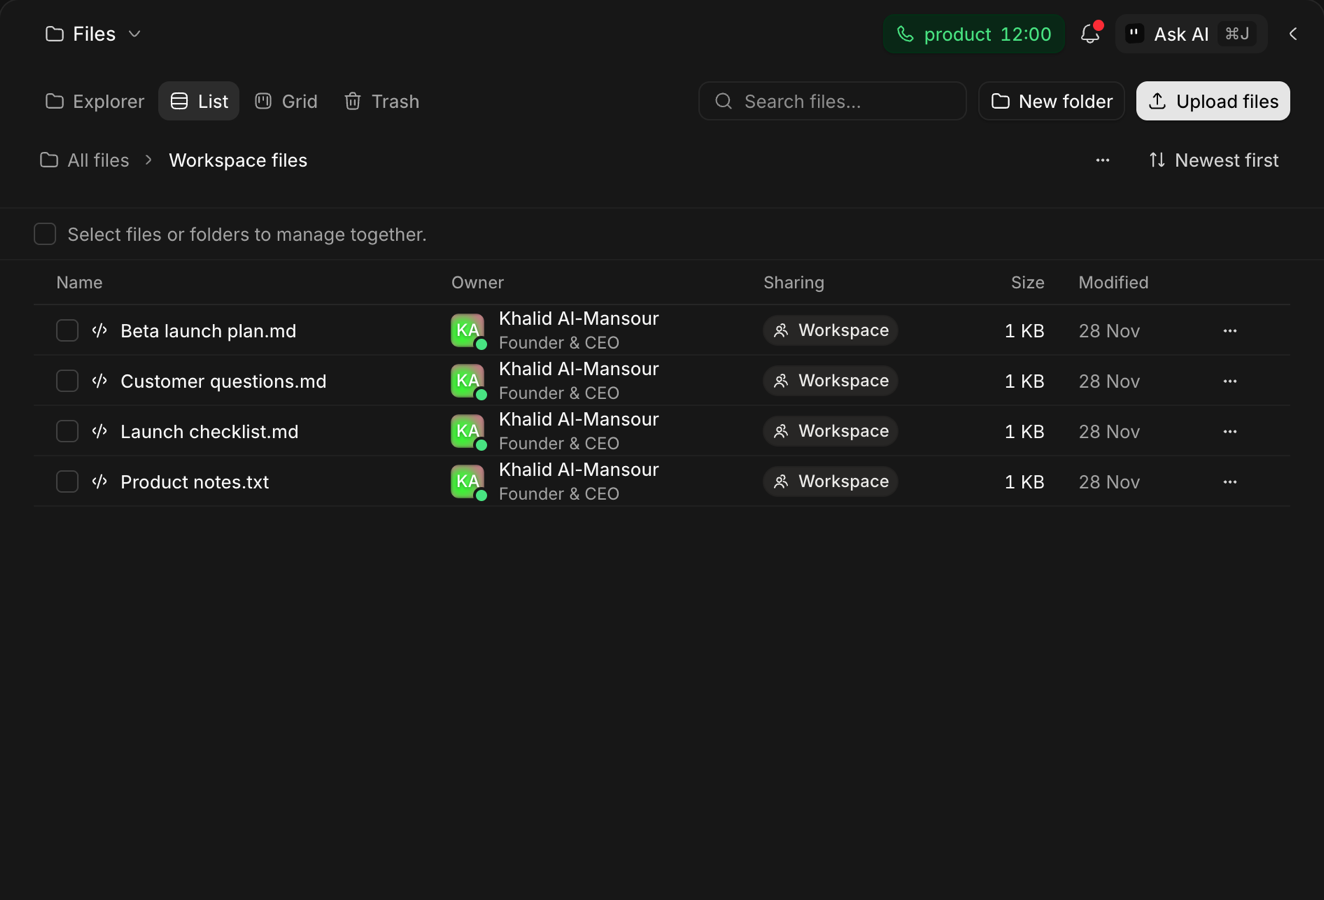 Files
product 12:00
Ask AI ⌘J
Explorer
List
Grid
Trash
Search files...
New folder
Upload files
All files
Workspace files
Newest first
Select files or folders to manage together.
Name Owner Sharing Size Modified
Beta launch plan.md
KA
Khalid Al-Mansour
Founder & CEO
Workspace
1 KB
28 Nov
Customer questions.md
KA
Khalid Al-Mansour
Founder & CEO
Workspace
1 KB
28 Nov
Launch checklist.md
KA
Khalid Al-Mansour
Founder & CEO
Workspace
1 KB
28 Nov
Product notes.txt
KA
Khalid Al-Mansour
Founder & CEO
Workspace
1 KB
28 Nov